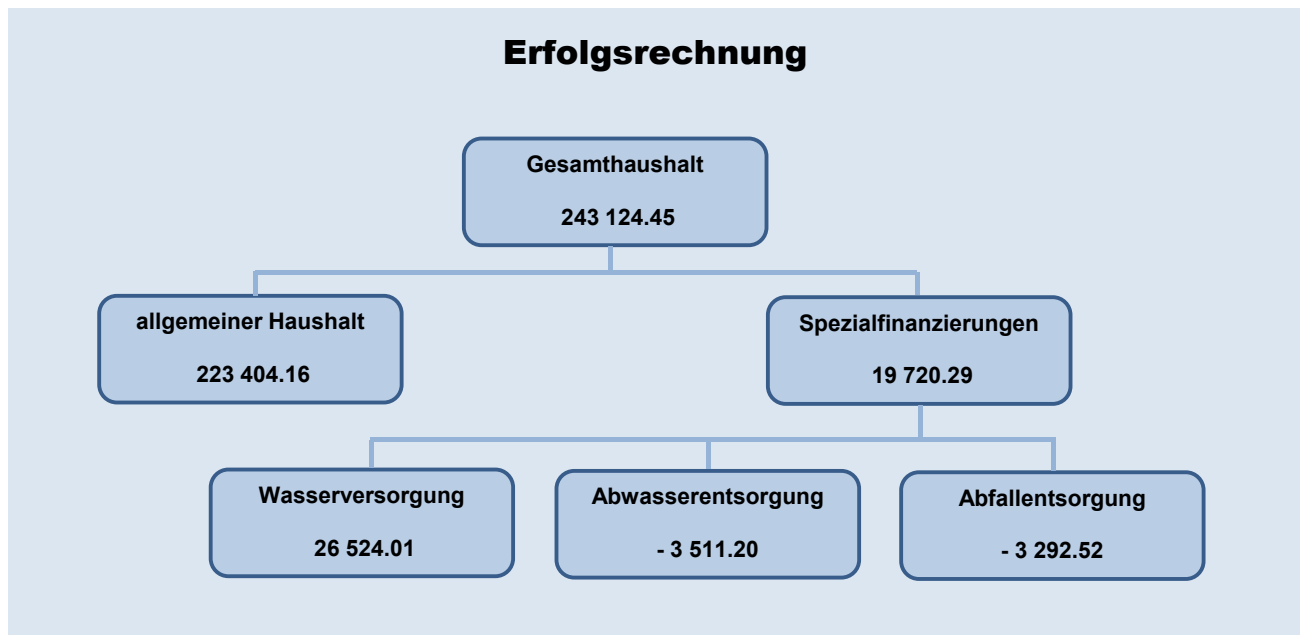 Erfolgsrechnung
Gesamthaushalt
243 124.45
allgemeiner Haushalt
223 404.16
Spezialfinanzierungen
19 720.29
Wasserversorgung
26 524.01
Abwasserentsorgung
- 3 511.20
Abfallentsorgung
- 3 292.52